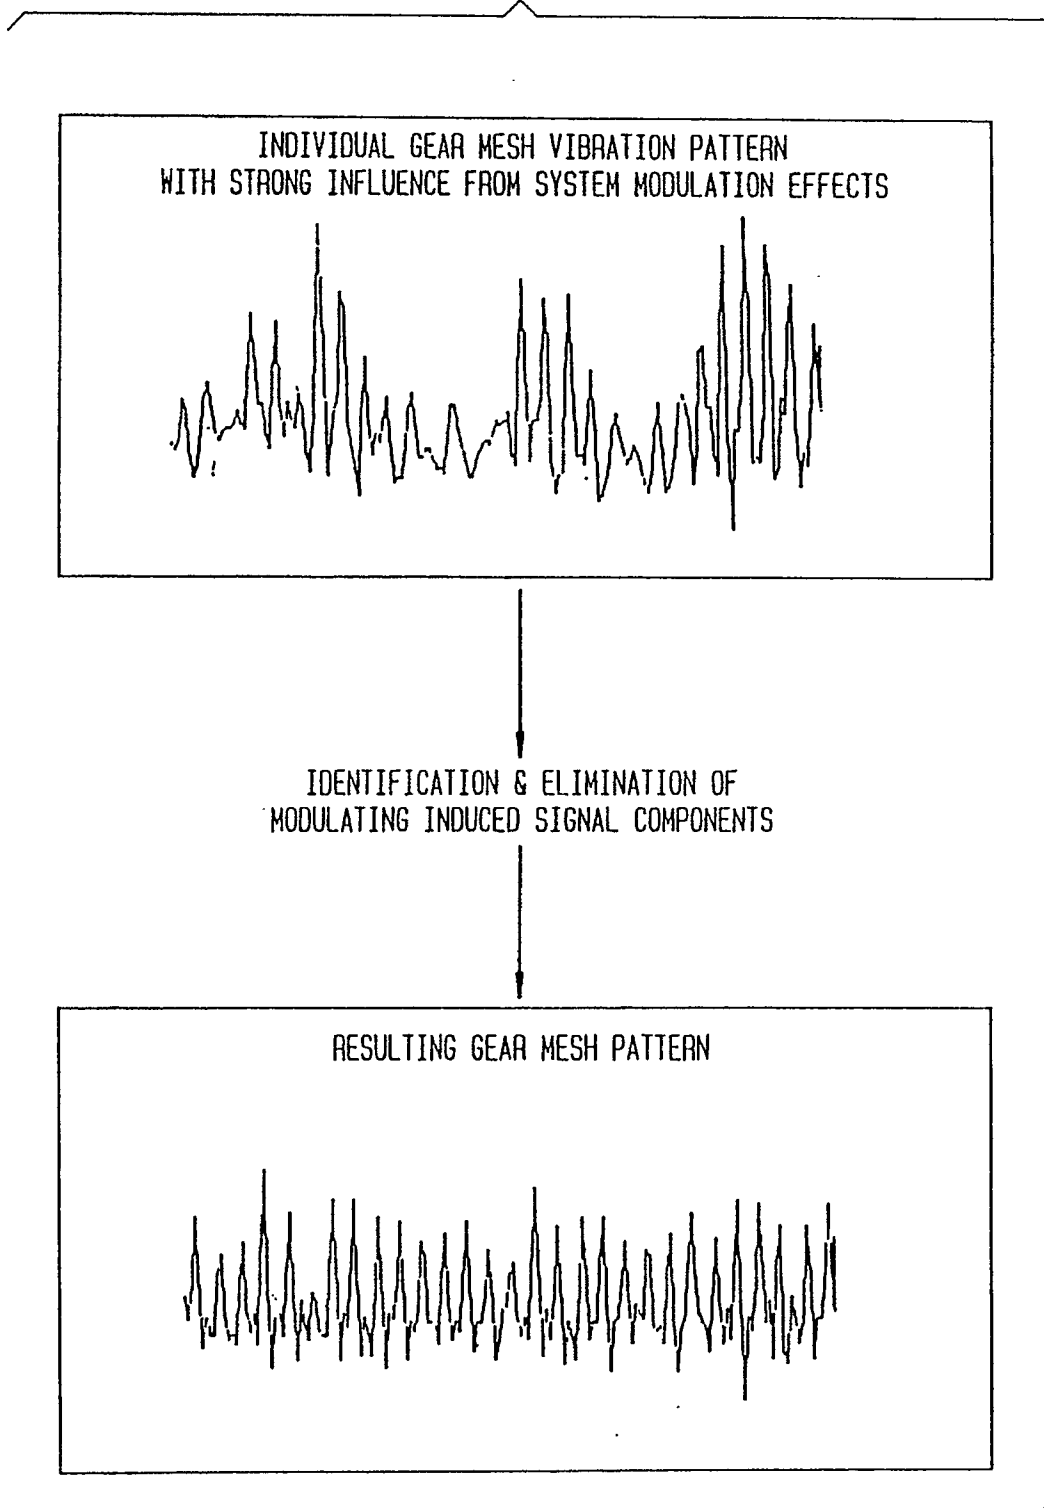 INDIVIDUAL GEAR MESH VIBRATION PATTERN
WITH STRONG INFLUENCE FROM SYSTEM MODULATION EFFECTS
IDENTIFICATION & ELIMINATION OF
MODULATING INDUCED SIGNAL COMPONENTS
RESULTING GEAR MESH PATTERN